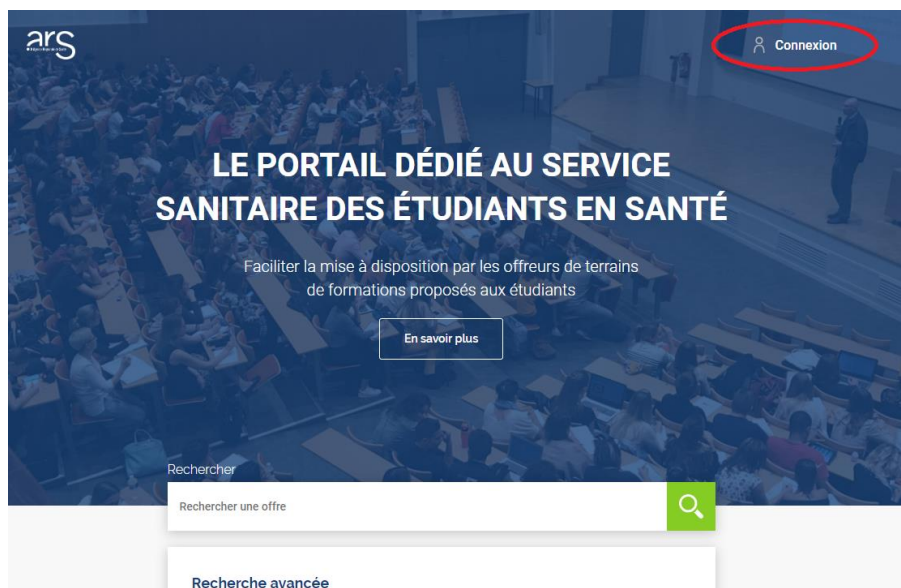 ars
Connexion
LE PORTAIL DÉDIÉ AU SERVICE
SANITAIRE DES ÉTUDIANTS EN SANTÉ
Faciliter la mise à disposition par les offreurs de terrains
de formations proposés aux étudiants
En savoir plus
Rechercher
Rechercher une offre
Recherche avancée